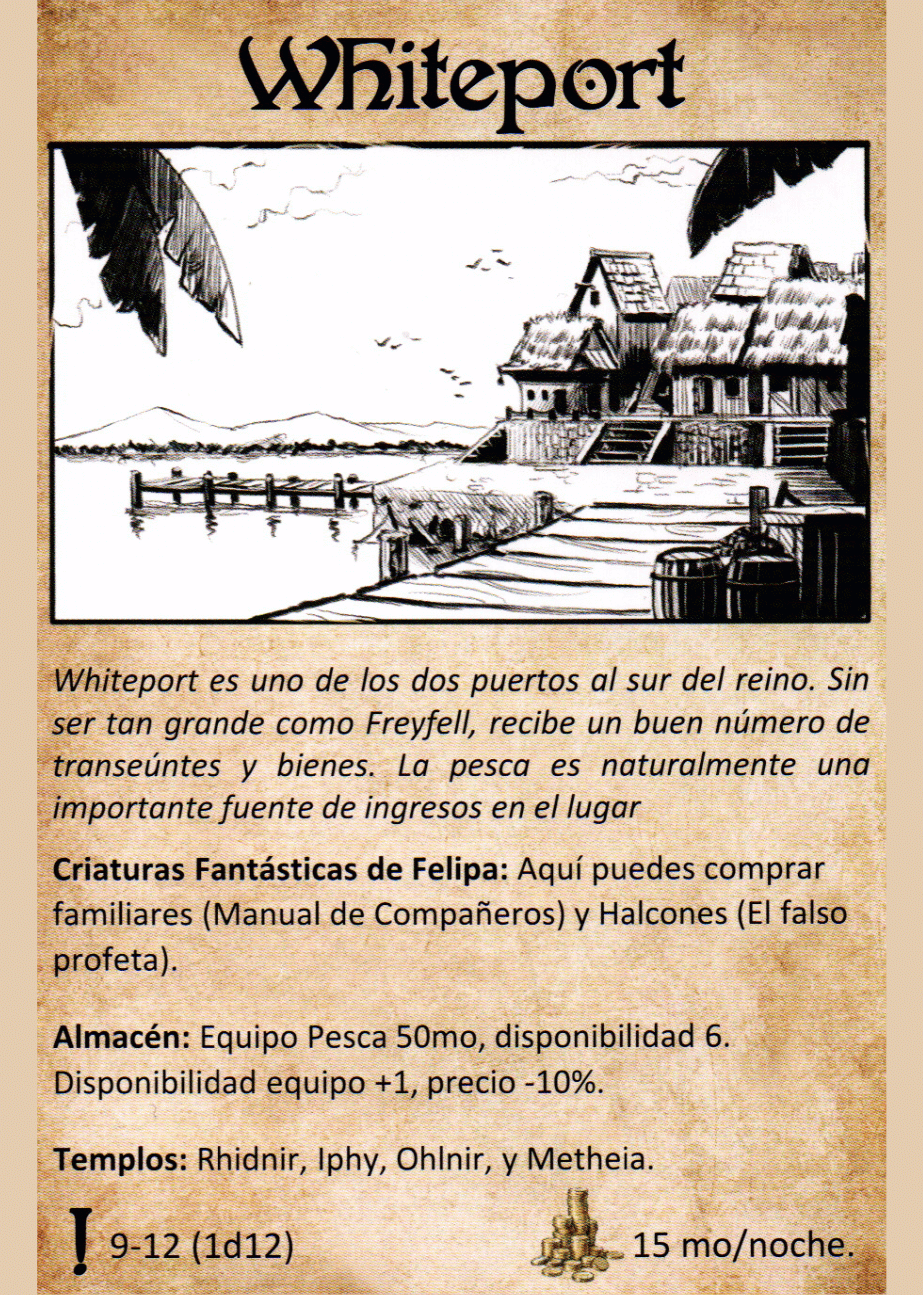 Whiteport
Whiteport es uno de los dos puertos al sur del reino. Sin
ser tan grande como Freyfell, recibe un buen número de
transeúntes y bienes. La pesca es naturalmente una
importante fuente de ingresos en el lugar
Criaturas Fantásticas de Felipa: Aquí puedes comprar
familiares (Manual de Compañeros) y Halcones (El falso
profeta).
Almacén: Equipo Pesca 50mo, disponibilidad 6.
Disponibilidad equipo +1, precio -10%.
Templos: Rhidnir, Iphy, Ohlnir, y Metheia.
! 9-12 (1d12) 15 mo/noche.